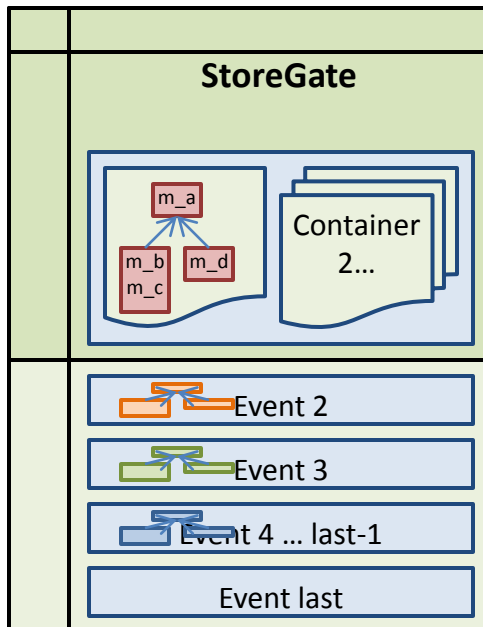 StoreGate
m_a
m_b
m_c
m_d
Container
2...
Event 2
Event 3
Event 4 ... last-1
Event last